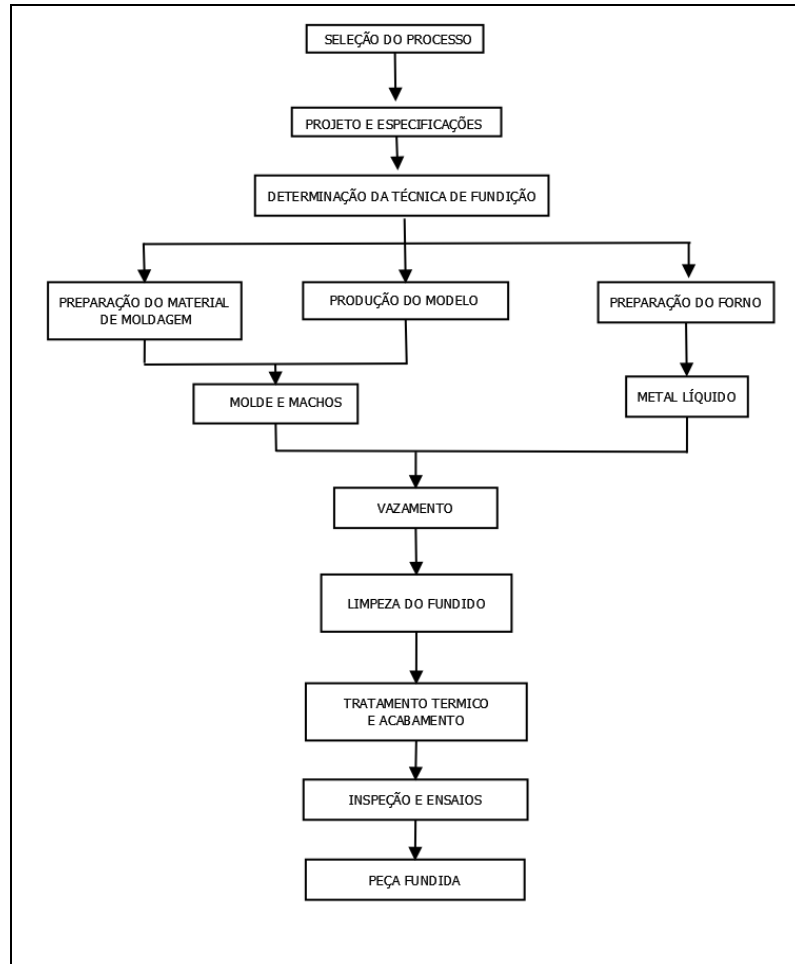 SELEÇÃO DO PROCESSO
PROJETO E ESPECIFICAÇÕES
DETERMINAÇÃO DA TÉCNICA DE FUNDIÇÃO
PREPARAÇÃO DO MATERIAL
DE MOLDAGEM
PRODUÇÃO DO MODELO
PREPARAÇÃO DO FORNO
MOLDE E MACHOS
METAL LÍQUIDO
VAZAMENTO
LIMPEZA DO FUNDIDO
TRATAMENTO TERMICO
E ACABAMENTO
INSPEÇÃO E ENSAIOS
PEÇA FUNDIDA